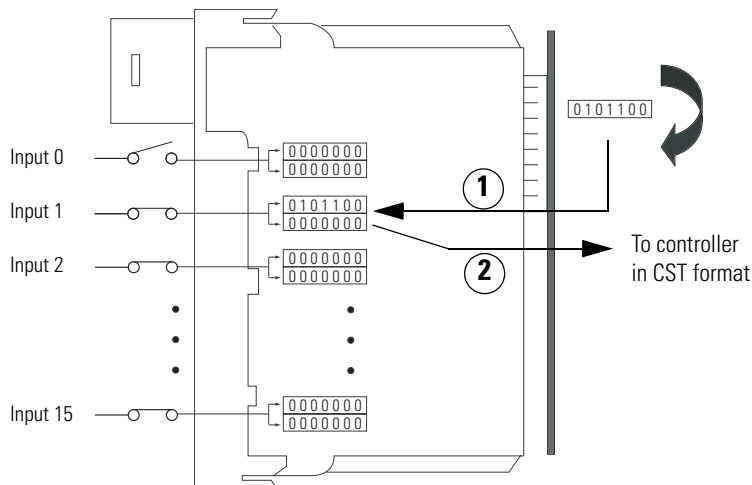 0101100
Input 0
0000000
0000000
1
Input 1
0101100
0000000
To controller
in CST format
2
Input 2
0000000
0000000
Input 15
0000000
0000000